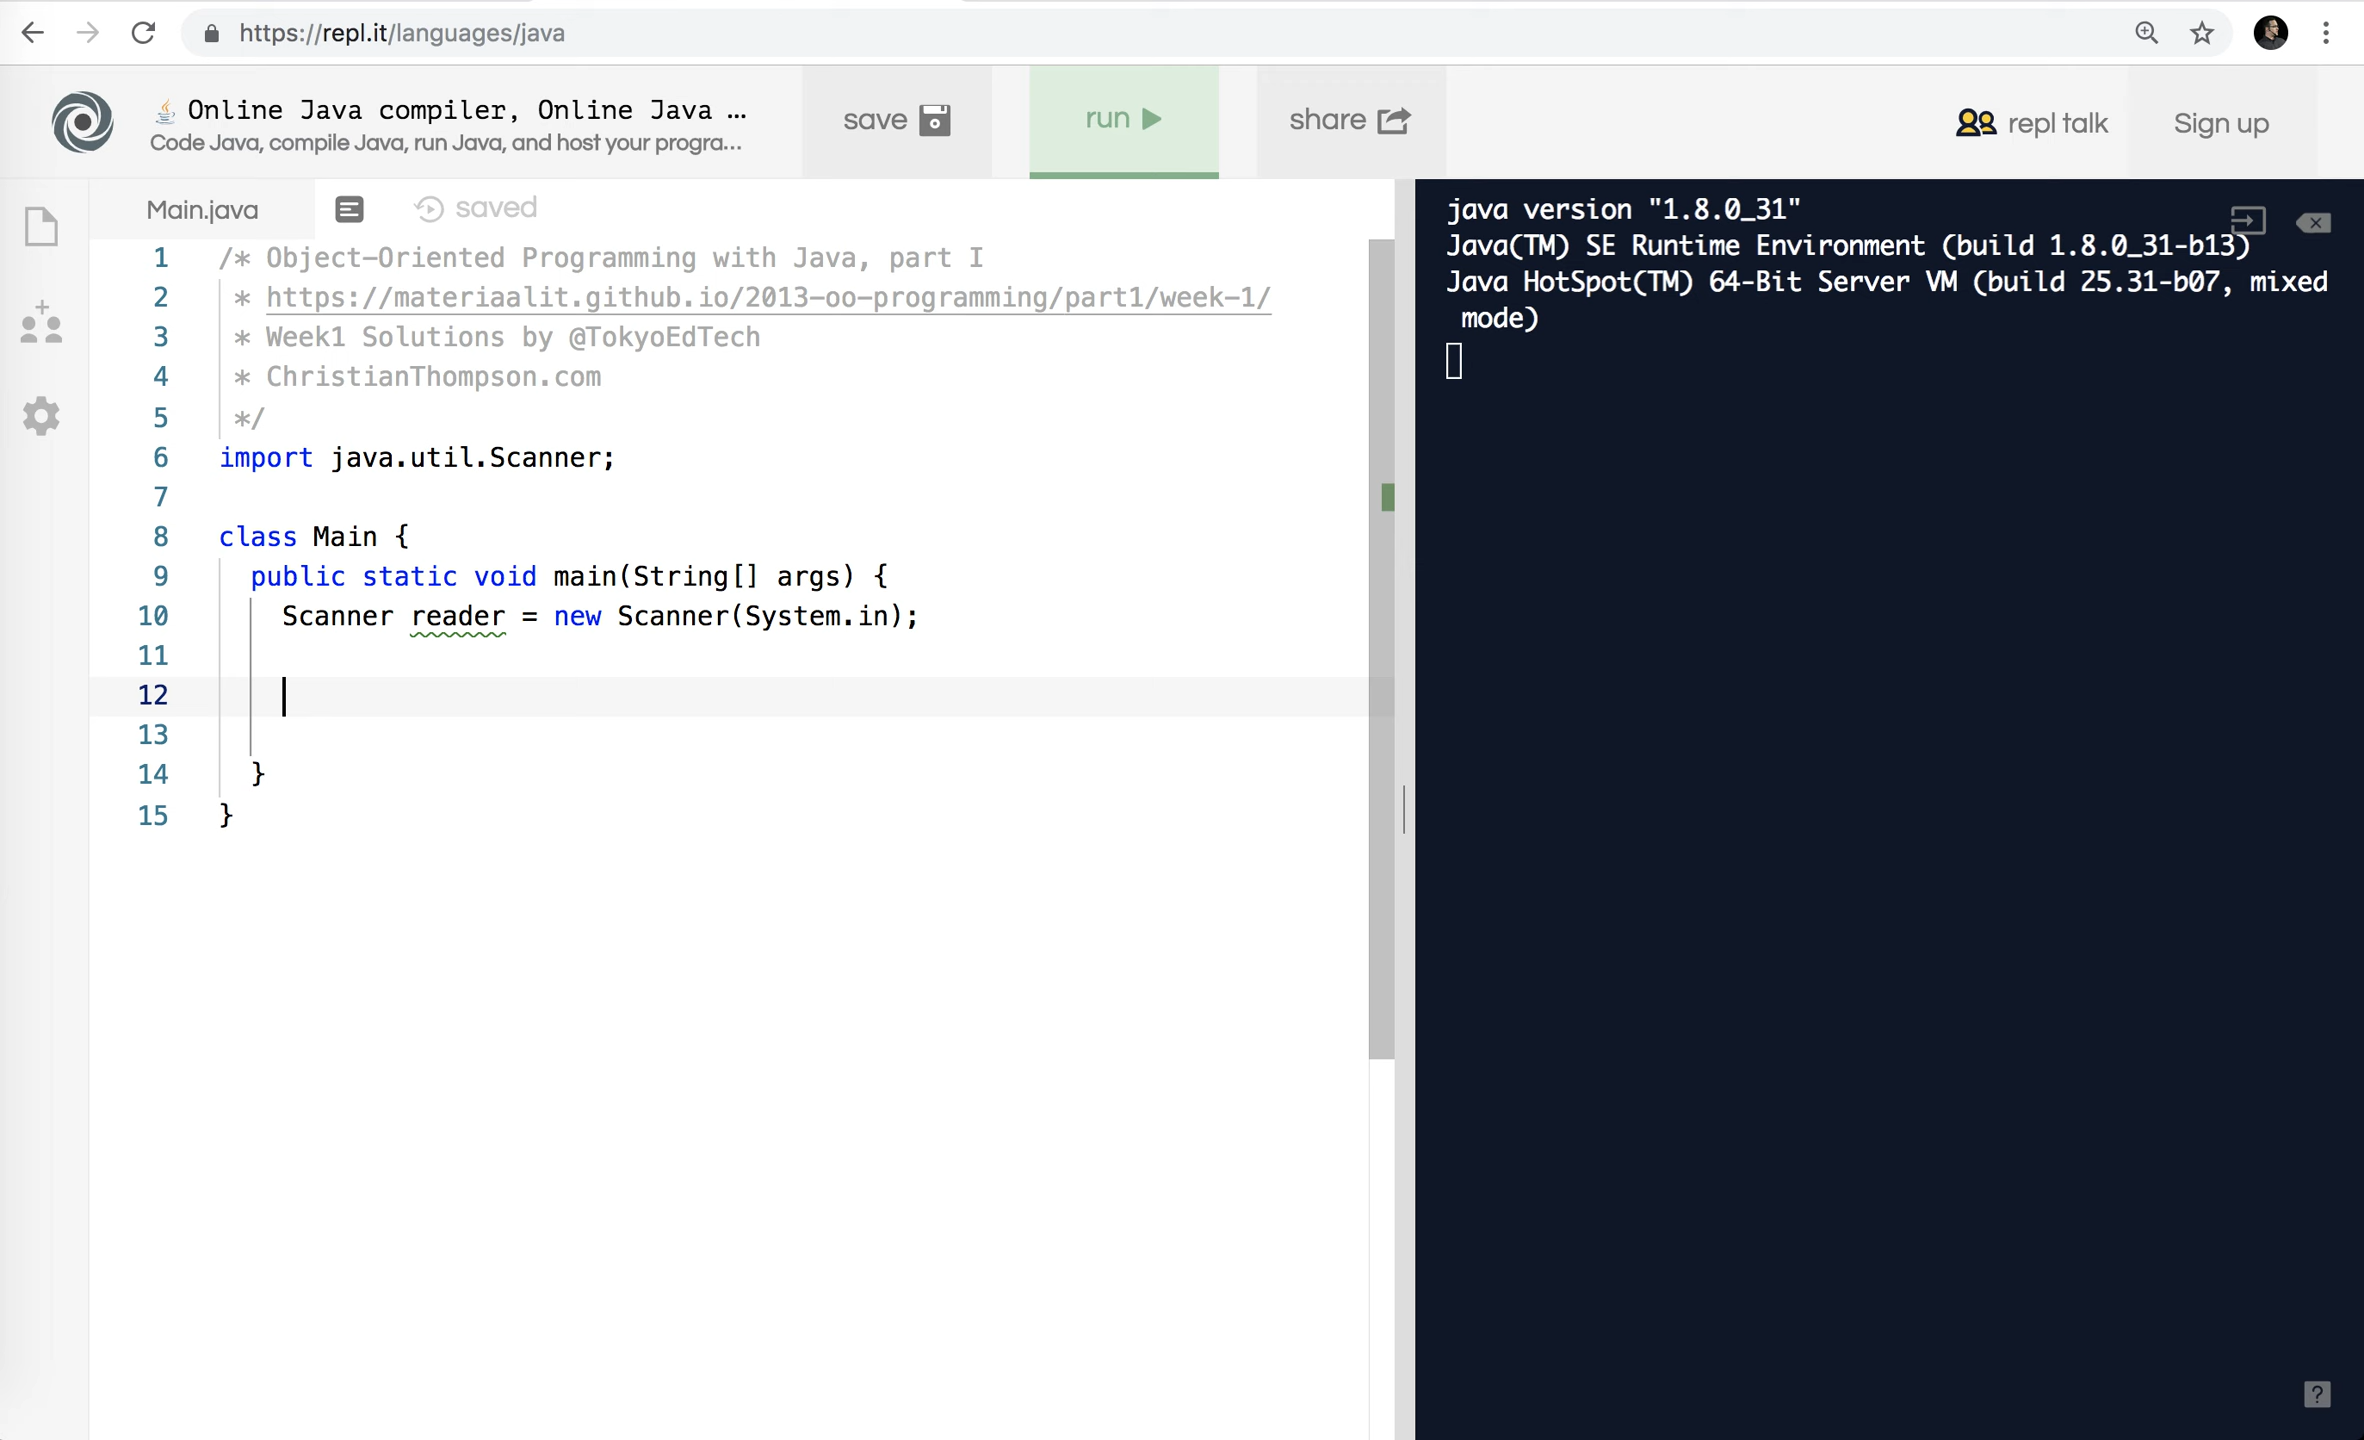 https://repl.it/languages/java
Online Java compiler, Online Java ...
Code Java, compile Java, run Java, and host your progra...
save
run
share
repl talk
Sign up
Main.java
saved
1 /* Object-Oriented Programming with Java, part I
2 * https://materiaalit.github.io/2013-oo-programming/part1/week-1/
3 * Week1 Solutions by @TokyoEdTech
4 * ChristianThompson.com
5 */
6 import java.util.Scanner;
7
8 class Main {
9 public static void main(String[] args) {
10 Scanner reader = new Scanner(System.in);
11
12
13
14 }
15 }
java version "1.8.0_31"
Java(TM) SE Runtime Environment (build 1.8.0_31-b13)
Java HotSpot(TM) 64-Bit Server VM (build 25.31-b07, mixed
mode)
?